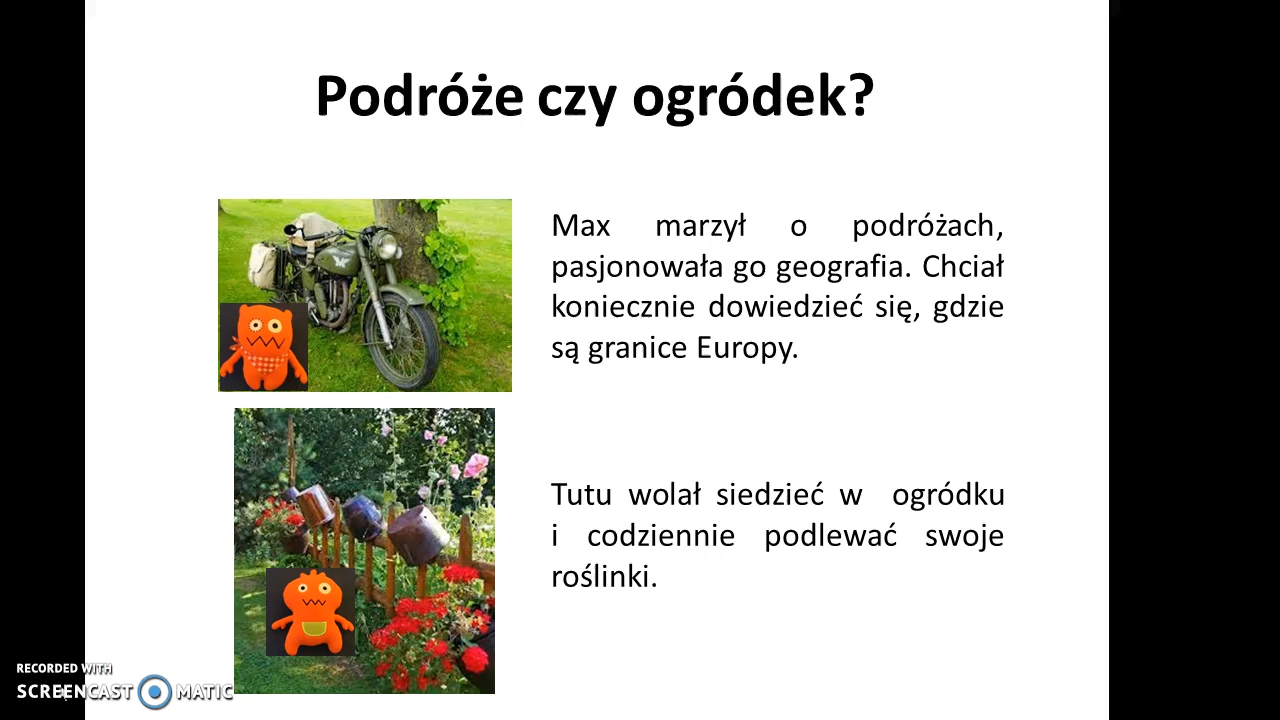 Podróże czy ogródek?
Max marzył o podróżach,
pasjonowała go geografia. Chciał
koniecznie dowiedzieć się, gdzie
są granice Europy.
Tutu wolał siedzieć w ogródku
i codziennie podlewać swoje
roślinki.
RECORDED WITH
SCREENCAST MATIC